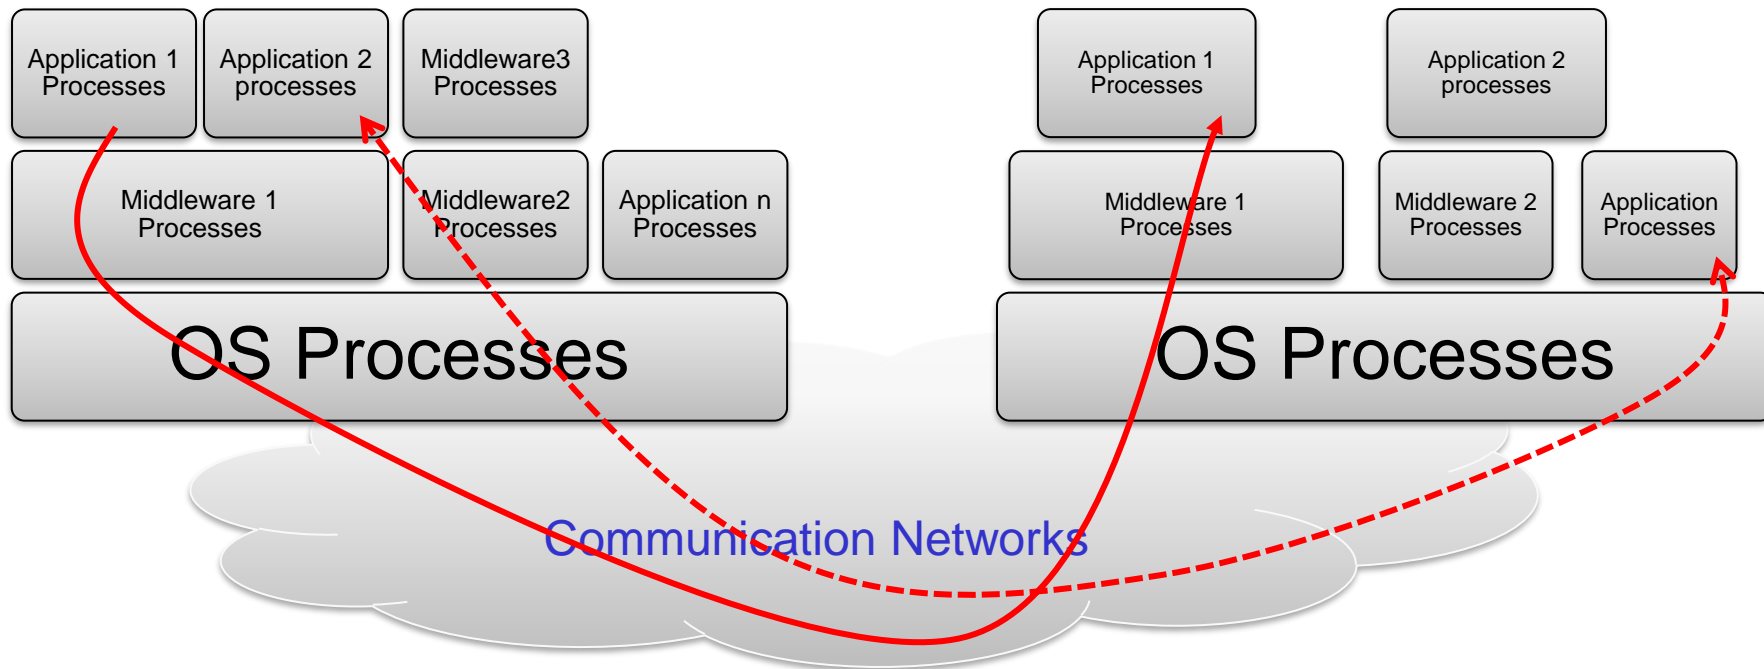 Application 1
Processes
Application 2
processes
Middleware3
Processes
Application 1
Processes
Application 2
processes
Middleware 1
Processes
Middleware2
Processes
Application n
Processes
Middleware 1
Processes
Middleware 2
Processes
Application
Processes
OS Processes
OS Processes
Communication Networks